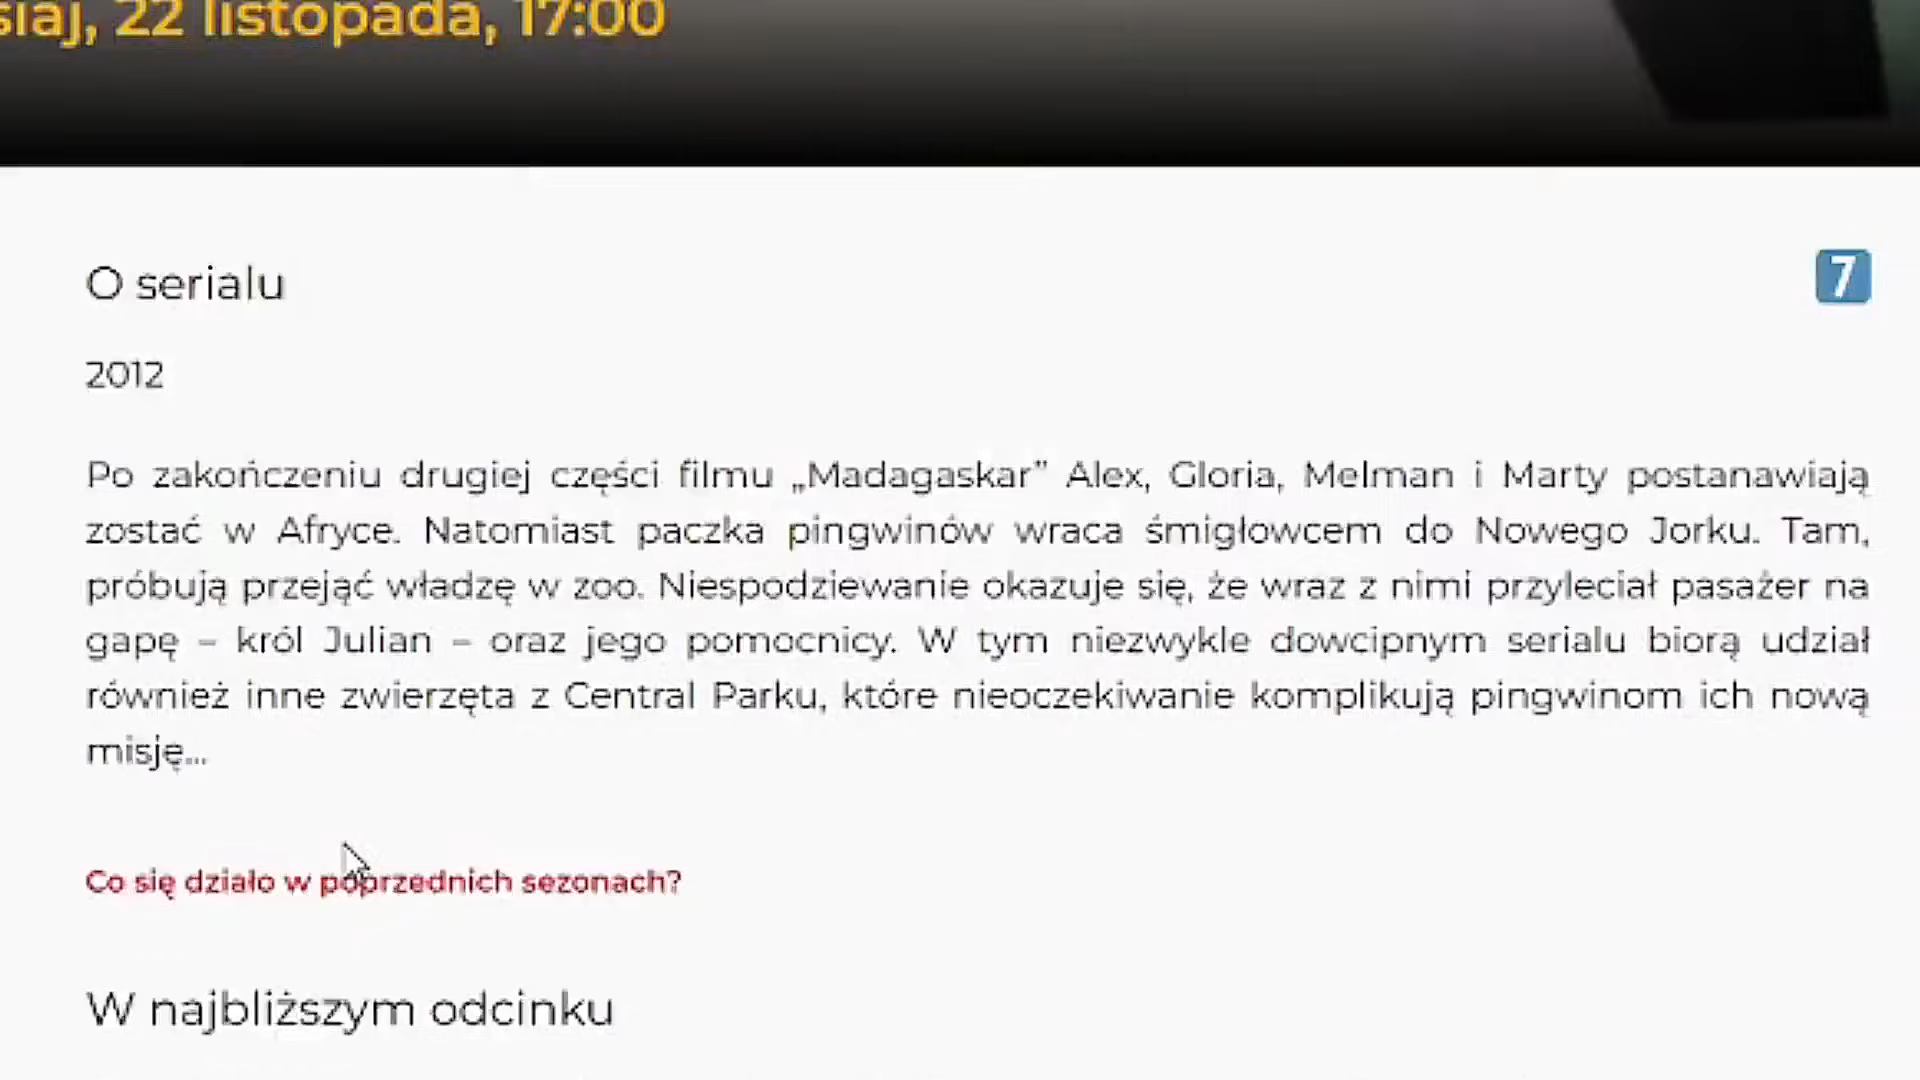 siaj, 22 listopada, 17:00
O serialu
7
2012
Po zakończeniu drugiej części filmu „Madagaskar” Alex, Gloria, Melman i Marty postanawiają
zostać w Afryce. Natomiast paczka pingwinów wraca śmigłowcem do Nowego Jorku. Tam,
próbują przejąć władzę w zoo. Niespodziewanie okazuje się, że wraz z nimi przyleciał pasażer na
gapę – król Julian – oraz jego pomocnicy. W tym niezwykle dowcipnym serialu biorą udział
również inne zwierzęta z Central Parku, które nieoczekiwanie komplikują pingwinom ich nową
misję...
Co się działo w poprzednich sezonach?
W najbliższym odcinku